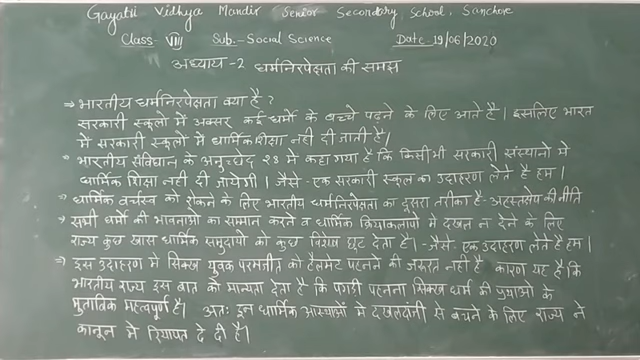 Gayatri Vidhya Mandir Senior Secondary School, Sanchore
Class- VIII Sub.- Social Science Date 19/06/2020
अध्याय-2 धर्मनिरपेक्षता की समझ
⇒ भारतीय धर्मनिरपेक्षता क्या है ?
सरकारी स्कूलों में अक्सर कई धर्मों के बच्चे पढ़ने के लिए आते हैं। इसलिए भारत
में सरकारी स्कूलों में धार्मिक शिक्षा नहीं दी जाती है।
⇒ भारतीय संविधान के अनुच्छेद २8 में कहा गया है कि किसी भी सरकारी संस्थानों में
धार्मिक शिक्षा नहीं दी जायेगी। जैसे- एक सरकारी स्कूल का उदाहरण लेते हैं हम।
⇒ धार्मिक वर्चस्व को रोकने के लिए भारतीय धर्मनिरपेक्षता का दूसरा तरीका है- अहस्तक्षेप की नीति
⇒ सभी धर्मों की भावनाओं का सम्मान करते व धार्मिक क्रियाकलापों में दखल न देने के लिए
राज्य कुछ खास धार्मिक समुदायों को कुछ विशेष छूट देता है। - जैसे- एक उदाहरण लेते हैं हम।
⇒ इस उदाहरण में सिक्ख युवक परमजीत को हैलमेट पहनने की जरूरत नहीं है कारण यह है कि
भारतीय राज्य इस बात को मान्यता देता है कि पगड़ी पहनना सिक्ख धर्म की प्रथाओं के
मुताबिक महत्वपूर्ण है। अतः इन धार्मिक आस्थाओं में दखलंदाजी से बचने के लिए राज्य ने
कानून में रियायत दे दी है।